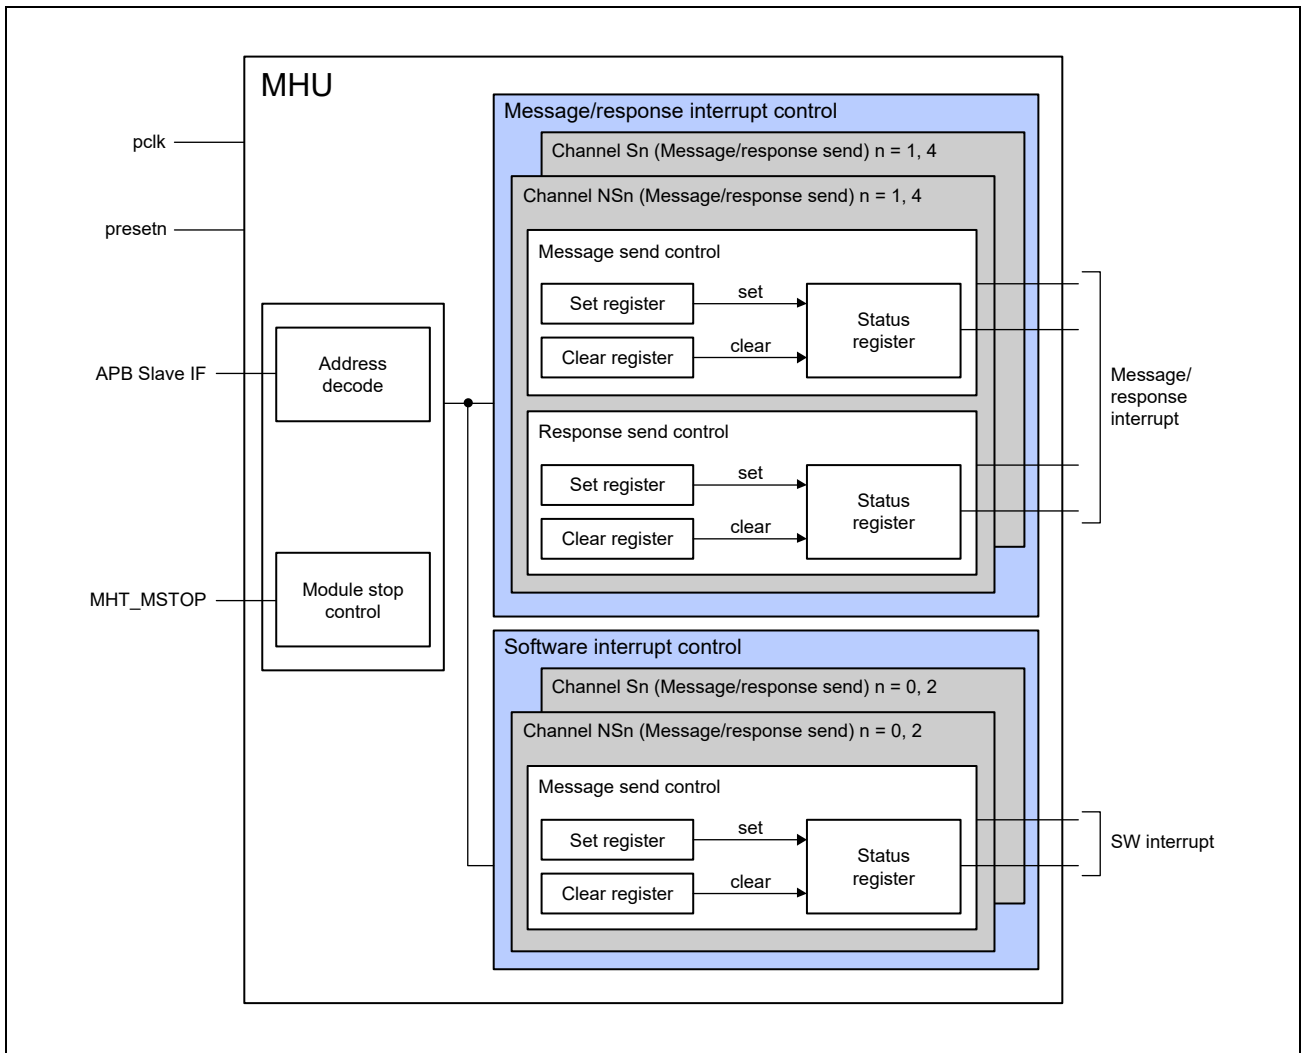 MHU
pclk
presetn
APB Slave IF
MHT_MSTOP
Address
decode
Module stop
control
Message/response interrupt control
Channel Sn (Message/response send) n = 1, 4
Channel NSn (Message/response send) n = 1, 4
Message send control
Set register
set
Clear register
clear
Status
register
Response send control
Set register
set
Clear register
clear
Status
register
Message/
response
interrupt
Software interrupt control
Channel Sn (Message/response send) n = 0, 2
Channel NSn (Message/response send) n = 0, 2
Message send control
Set register
set
Clear register
clear
Status
register
SW interrupt